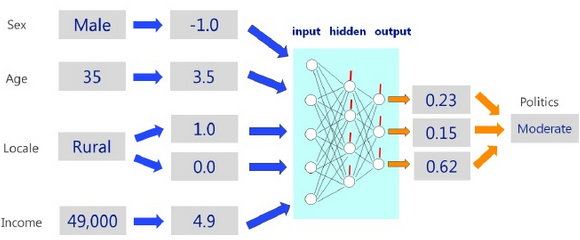 Sex Male -1.0
input hidden output
Age 35 3.5
Locale Rural 1.0 0.0
Income 49,000 4.9
0.23
0.15
0.62
Politics
Moderate